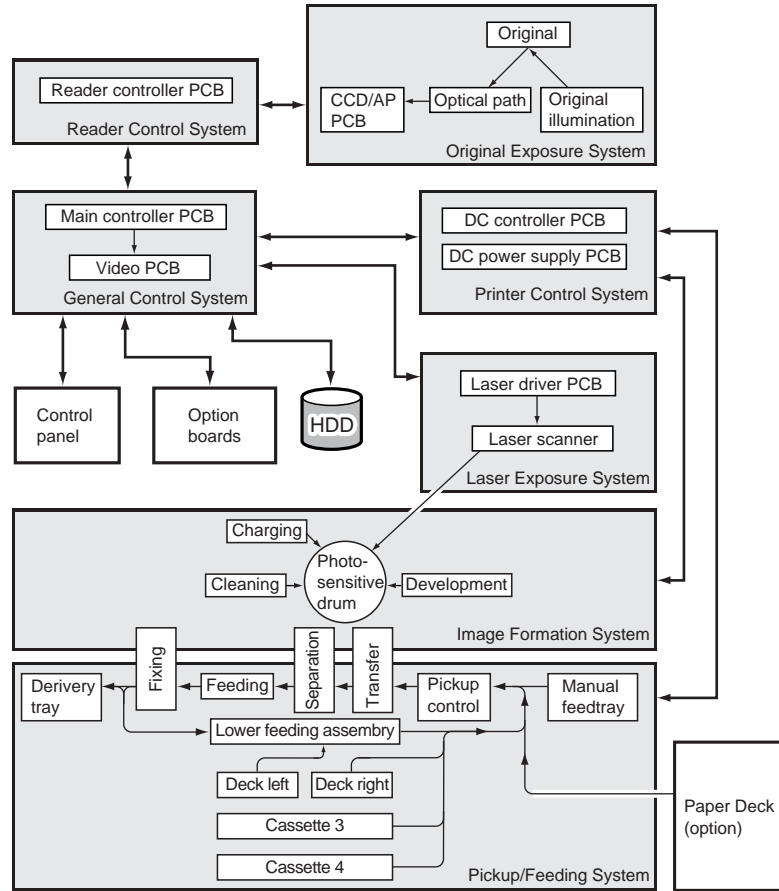 Original
Reader controller PCB
CCD/AP
PCB
Optical path
Original
illumination
Reader Control System
Original Exposure System
Main controller PCB
Video PCB
General Control System
DC controller PCB
DC power supply PCB
Printer Control System
Control
panel
Option
boards
HDD
Laser driver PCB
Laser scanner
Laser Exposure System
Charging
Photo-
sensitive
drum
Cleaning
Development
Image Formation System
Fixing
Separation
Transfer
Derivery
tray
Feeding
Pickup
control
Manual
feedtray
Lower feeding assembry
Deck left
Deck right
Cassette 3
Cassette 4
Pickup/Feeding System
Paper Deck
(option)